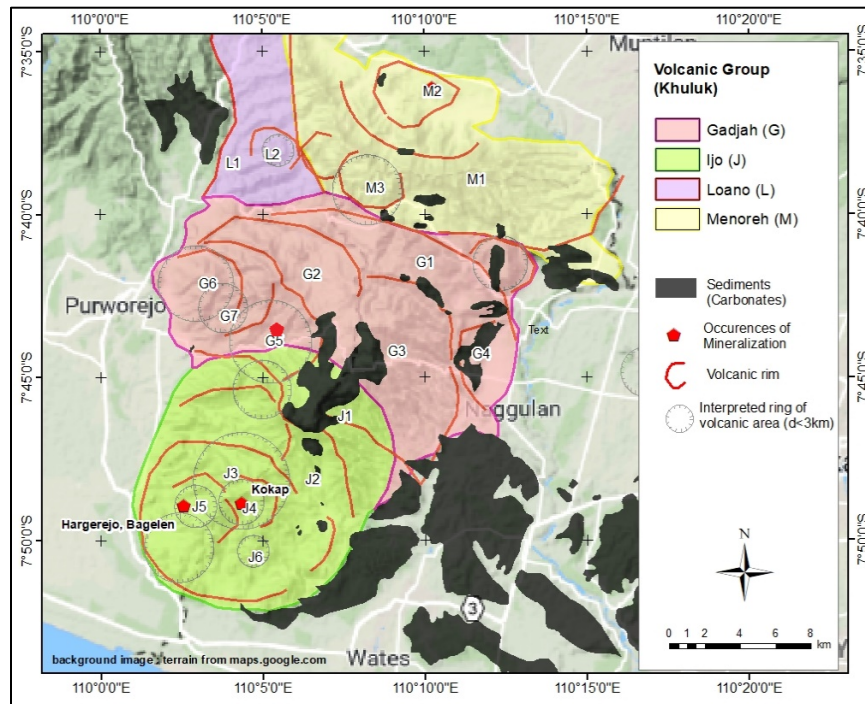 110°0'0"E 110°5'0"E 110°10'0"E 110°15'0"E 110°20'0"E
7°35'0"S
7°35'0"S
7°40'0"S
7°40'0"S
7°45'0"S
7°45'0"S
7°50'0"S
7°50'0"S
Muntilan
M2
L2
L1
M1
M3
G1
G2
G6
G7
G5
G3
G4
Purworejo
Text
Naggulan
J1
J2
J3
Kokap
J4
J5
Hargerejo, Bagelen
J6
3
Wates
background image : terrain from maps.google.com
Volcanic Group
(Khuluk)
Gadjah (G)
Ijo (J)
Loano (L)
Menoreh (M)
Sediments
(Carbonates)
Occurences of
Mineralization
Volcanic rim
Interpreted ring of
volcanic area (d<3km)
N
0 1 2 4 6 8
km
110°0'0"E 110°5'0"E 110°10'0"E 110°15'0"E 110°20'0"E